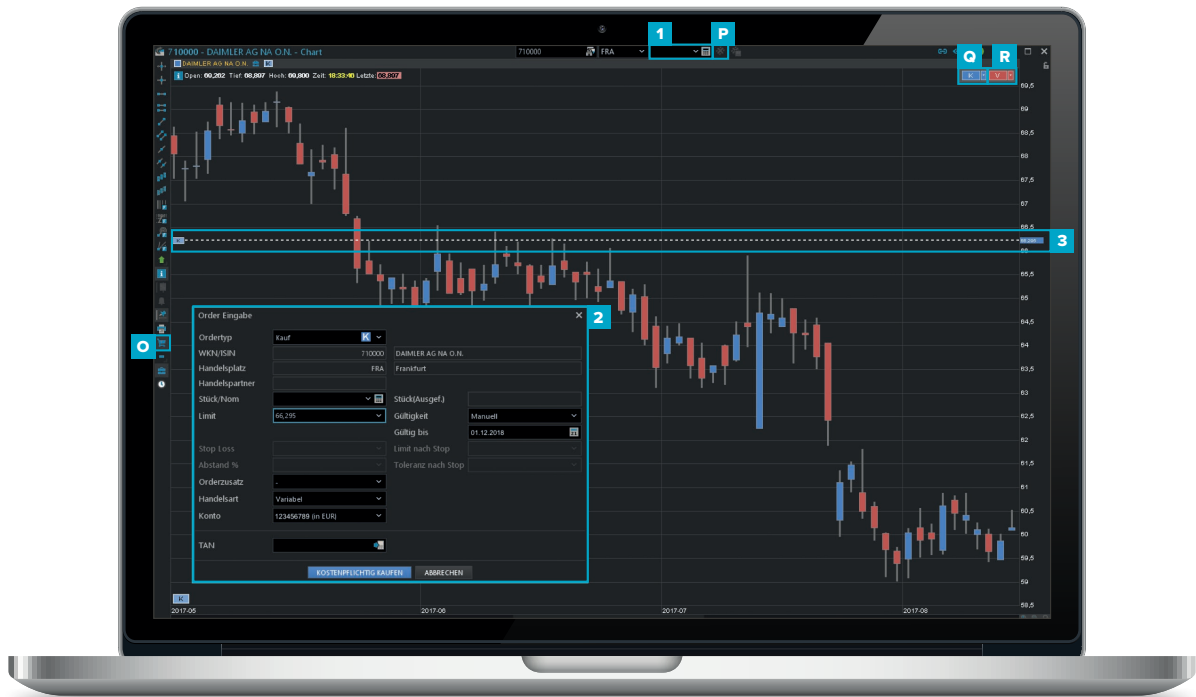 1
P
710000 - DAIMLER AG NA O.N. - Chart
710000
FRA
Q
R
DAIMLER AG NA O.N.
K
Open: 69,262 Tief: 68,807 Hoch: 69,800 Zeit: 18:33:46 Letzte: 68,807
K
V
69,5
69
68,5
68
67,5
67
K
66,295
3
66
65,5
65
64,5
64
63,5
63
62,5
62
61,5
61
60,5
60
59,5
59
58,5
O
2
Order Eingabe
Ordertyp
Kauf
K
WKN/ISIN
710000
DAIMLER AG NA O.N.
Handelsplatz
FRA
Frankfurt
Handelspartner
Stück/Nom
Stück(Ausgef.)
Limit
66,295
Gültigkeit
Manuell
Gültig bis
01.12.2018
Stop Loss
Limit nach Stop
Abstand %
Toleranz nach Stop
Orderzusatz
-
Handelsart
Variabel
Konto
123456789 (in EUR)
TAN
KOSTENPFLICHTIG KAUFEN
ABBRECHEN
K
2017-05
2017-06
2017-07
2017-08